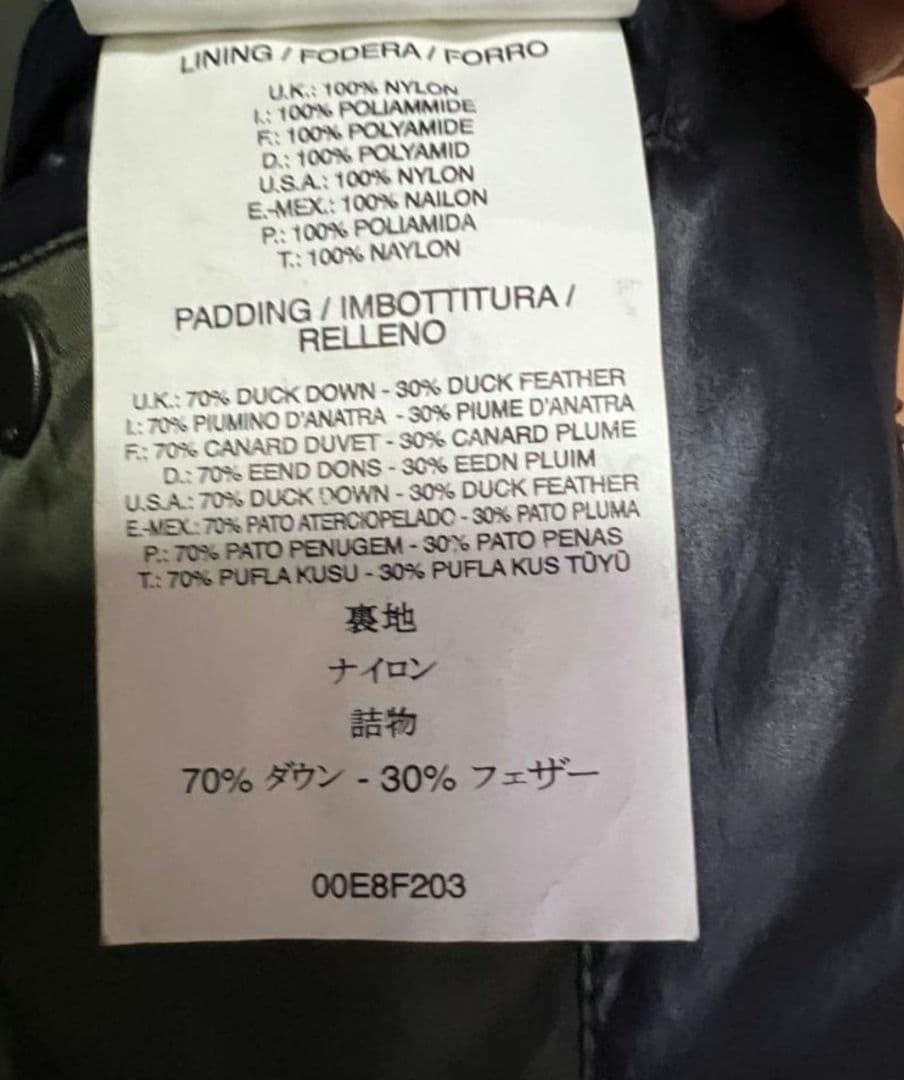 LINING / FODERA / FORRO
U.K.: 100% NYLON
I.: 100% POLIAMMIDE
F.: 100% POLYAMIDE
D.: 100% POLYAMID
U.S.A.: 100% NYLON
E.-MEX.: 100% NAILON
P.: 100% POLIAMIDA
T.: 100% NAYLON
PADDING / IMBOTTITURA /
RELLENO
U.K.: 70% DUCK DOWN - 30% DUCK FEATHER
I.: 70% PIUMINO D'ANATRA - 30% PIUME D'ANATRA
F.: 70% CANARD DUVET - 30% CANARD PLUME
D.: 70% EEND DONS - 30% EEDN PLUIM
U.S.A.: 70% DUCK DOWN - 30% DUCK FEATHER
E-MEX.: 70% PATO ATERCIOPELADO - 30% PATO PLUMA
P.: 70% PATO PENUGEM - 30% PATO PENAS
T.: 70% PUFLA KUSU - 30% PUFLA KUS TÛYÛ
裏地
ナイロン
詰物
70% ダウン - 30% フェザー
00E8F203